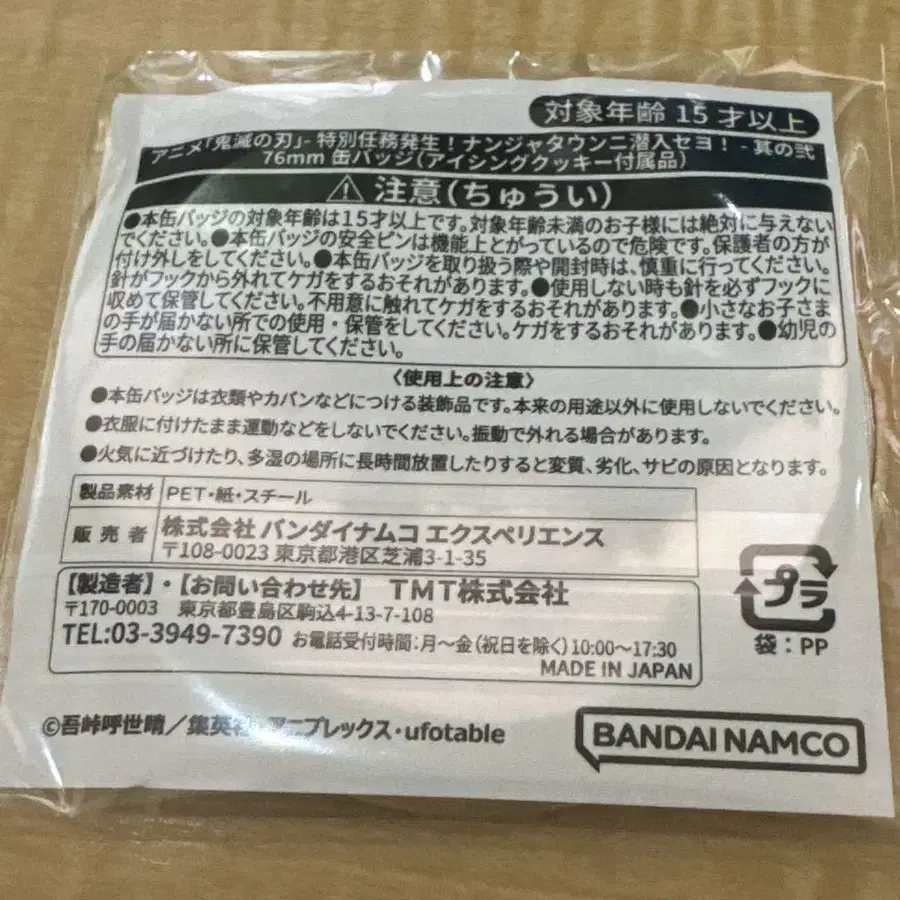 対象年齢 15 才以上
アニメ「鬼滅の刃」- 特別任務発生！ナンジャタウンニ潜入セヨ！ - 其の弐
76mm 缶バッジ（アイシングクッキー付属品）
注意（ちゅうい）
●本缶バッジの対象年齢は15才以上です。対象年齢未満のお子様には絶対に与えない
でください。●本缶バッジの安全ピンは機能上とがっているので危険です。保護者の方が
付け外しをしてください。●本缶バッジを取り扱う際や開封時は、慎重に行ってください。
針がフックから外れてケガをするおそれがあります。●使用しない時も針を必ずフックに
収めて保管してください。不用意に触れてケガをするおそれがあります。●小さなお子さま
の手が届かない所での使用・保管をしてください。ケガをするおそれがあります。●幼児の
手の届かない所に保管してください。
〈使用上の注意〉
●本缶バッジは衣類やカバンなどにつける装飾品です。本来の用途以外に使用しないでください。
●衣服に付けたまま運動などをしないでください。振動で外れる場合があります。
●火気に近づけたり、多湿の場所に長時間放置したりすると変質、劣化、サビの原因となります。
製品素材 PET・紙・スチール
販売者 株式会社 バンダイナムコ エクスペリエンス
〒108-0023 東京都港区芝浦3-1-35
【製造者】・【お問い合わせ先】 TMT株式会社
〒170-0003 東京都豊島区駒込4-13-7-108
TEL:03-3949-7390 お電話受付時間：月〜金（祝日を除く）10:00〜17:30
MADE IN JAPAN
プラ
袋：PP
©吾峠呼世晴／集英社・アニプレックス・ufotable
BANDAI NAMCO